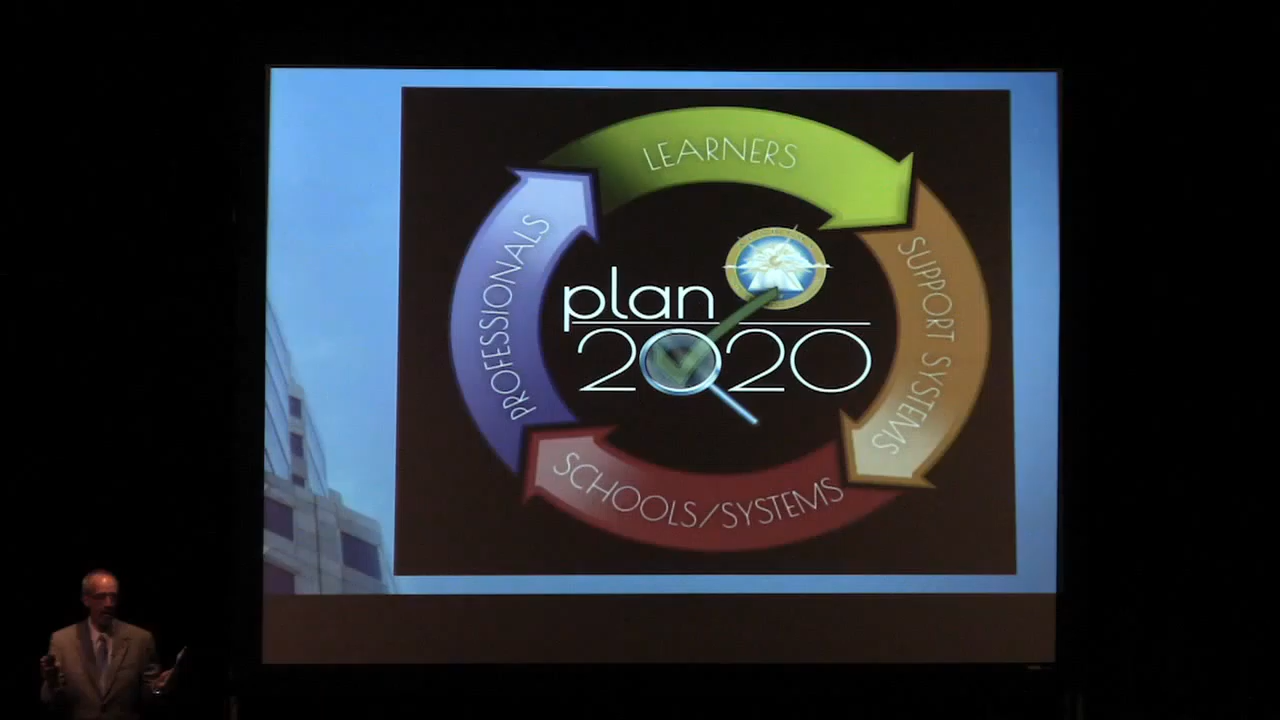 LEARNERS
SUPPORT SYSTEMS
SCHOOLS/SYSTEMS
PROFESSIONALS
plan
2020